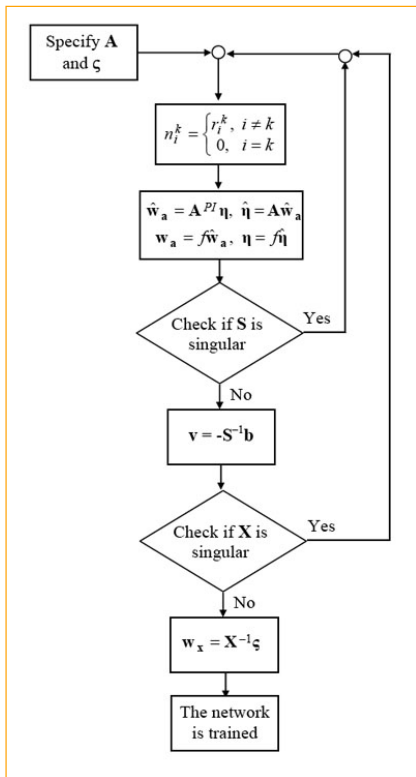 Specify A
and ς
n_i^k = { r_i^k, i ≠ k
0, i = k
ŵ_a = A^{PI} η, η̂ = Aŵ_a
w_a = fŵ_a, η = fη̂
Check if S is
singular
Yes
No
v = -S^{-1}b
Check if X is
singular
Yes
No
w_x = X^{-1}ς
The network
is trained